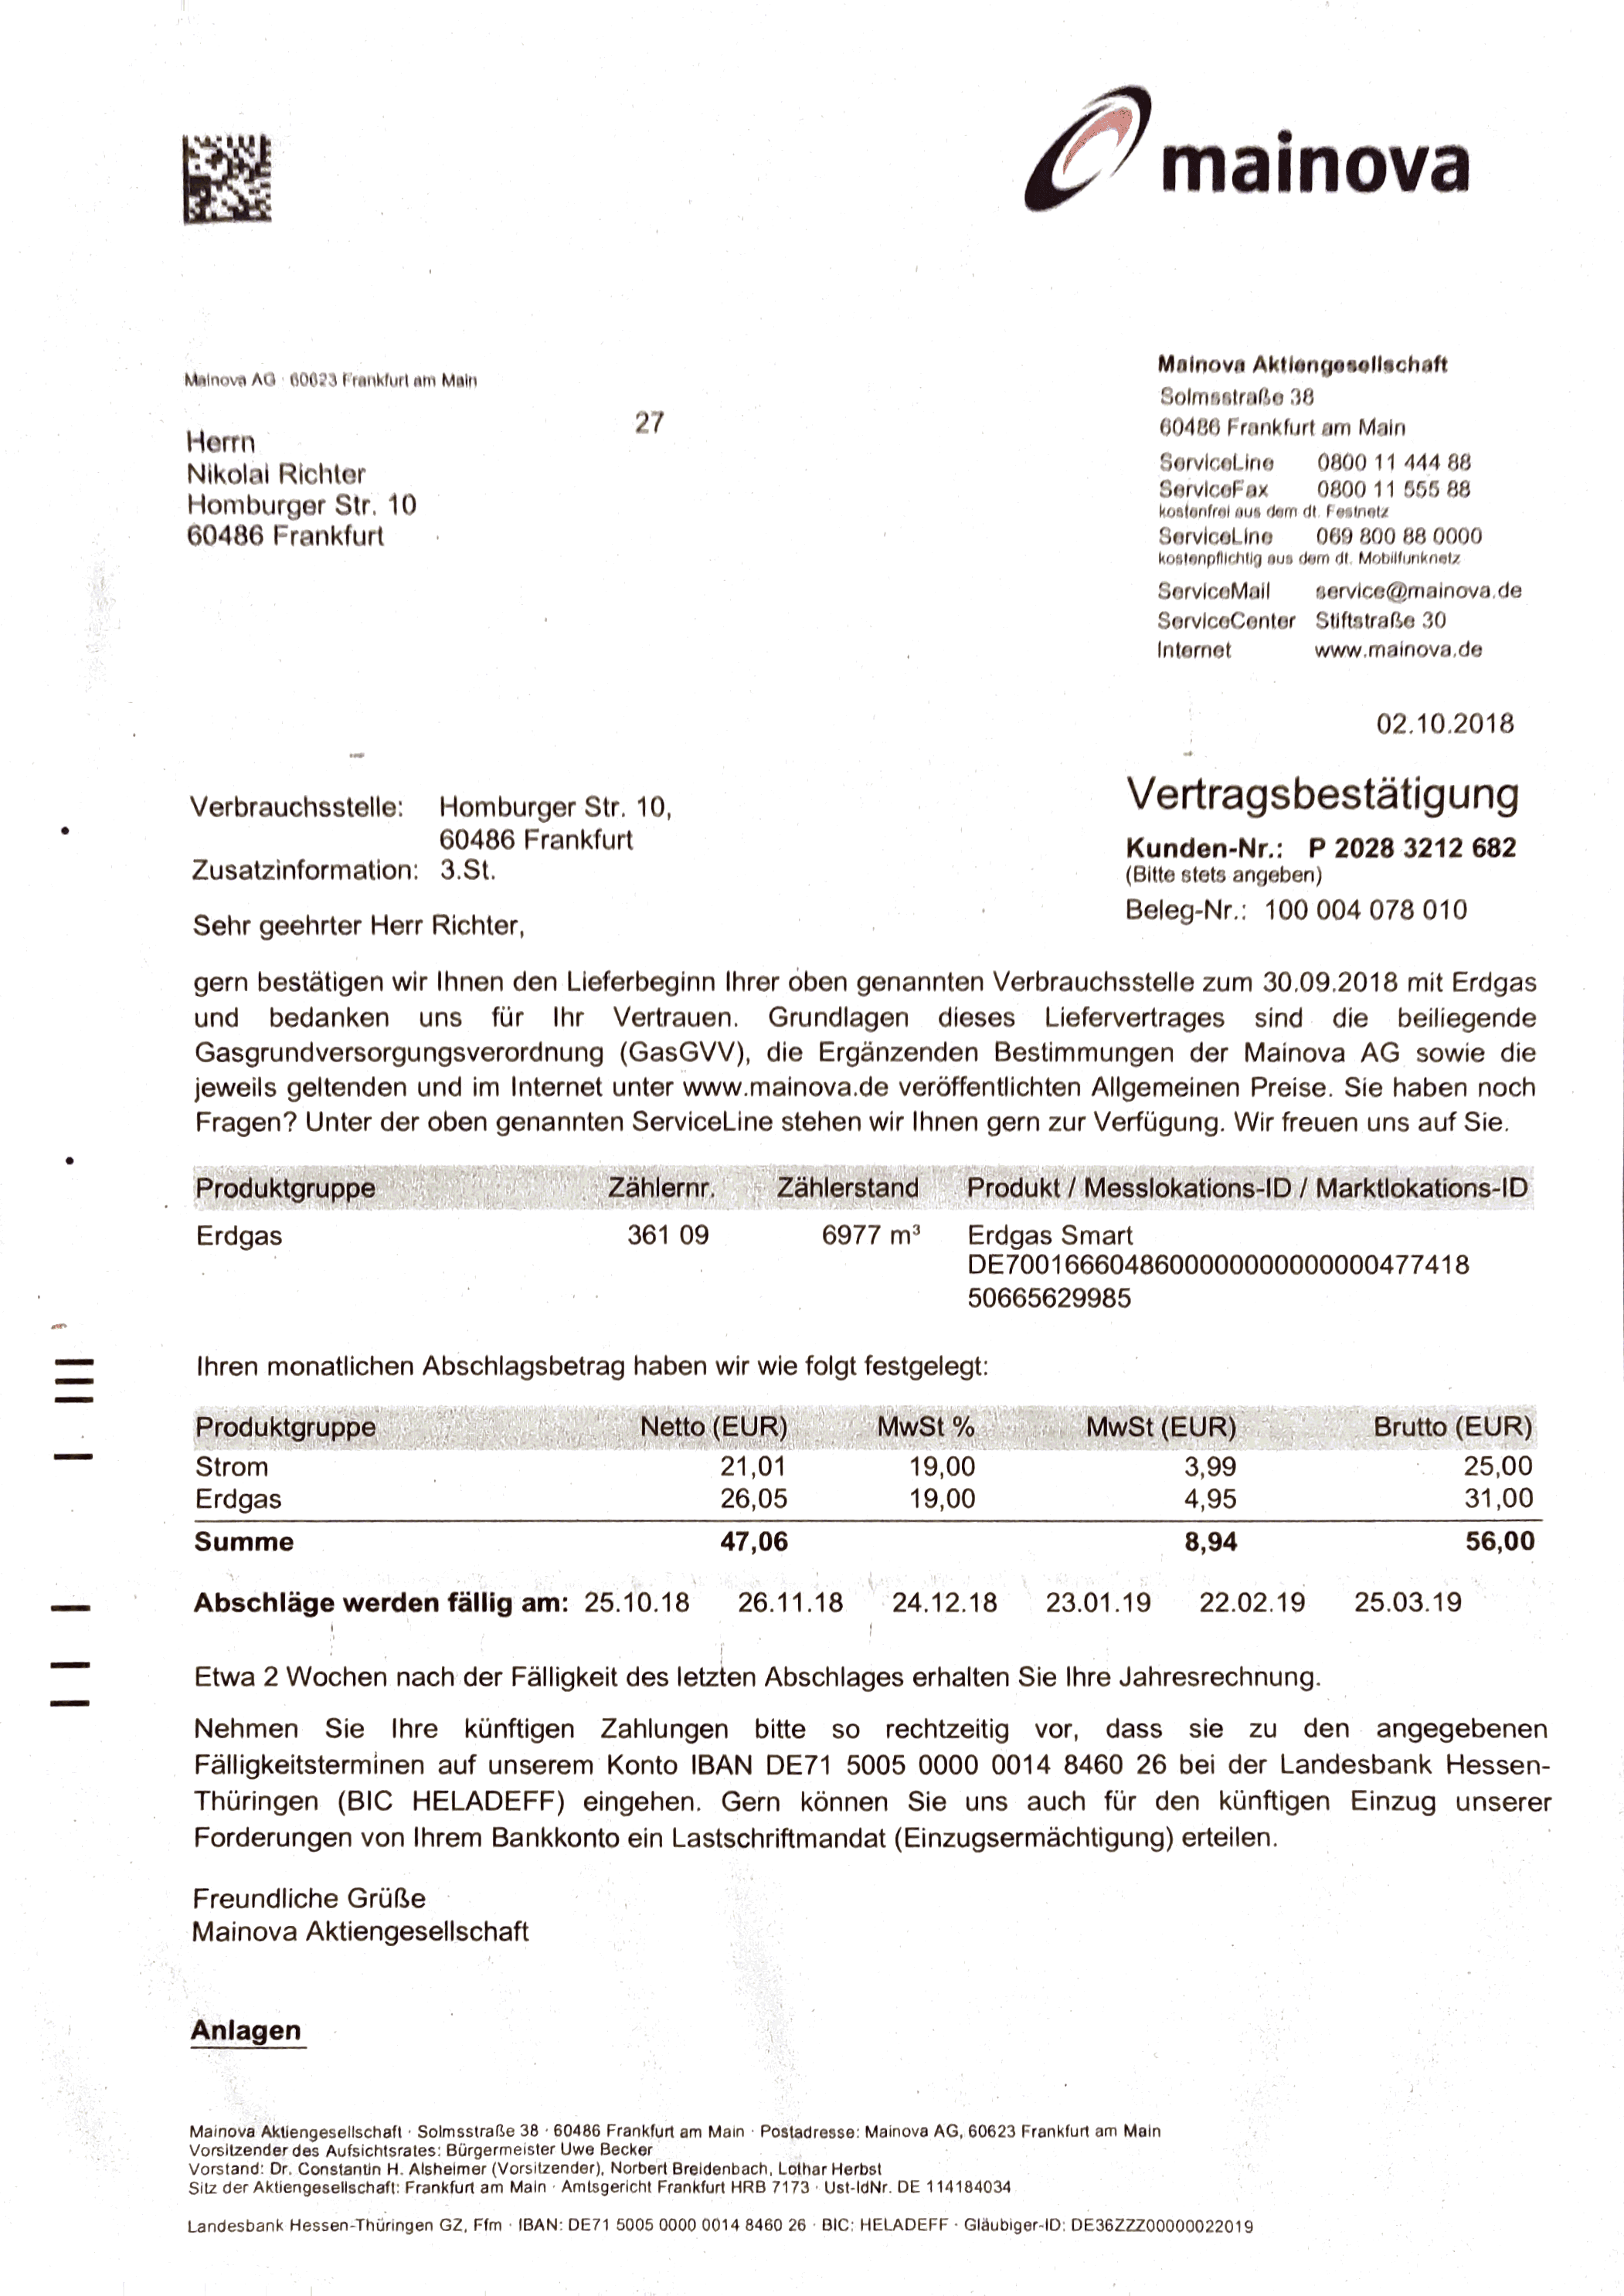 mainova
Mainova AG · 60623 Frankfurt am Main
27
Herrn
Nikolai Richter
Homburger Str. 10
60486 Frankfurt
Mainova Aktiengesellschaft
Solmsstraße 38
60486 Frankfurt am Main
ServiceLine 0800 11 444 88
ServiceFax 0800 11 555 88
kostenfrei aus dem dt. Festnetz
ServiceLine 069 800 88 0000
kostenpflichtig aus dem dt. Mobilfunknetz
ServiceMail service@mainova.de
ServiceCenter Stiftstraße 30
Internet www.mainova.de
02.10.2018
Vertragsbestätigung
Kunden-Nr.: P 2028 3212 682
(Bitte stets angeben)
Beleg-Nr.: 100 004 078 010
Verbrauchsstelle: Homburger Str. 10,
60486 Frankfurt
Zusatzinformation: 3.St.
Sehr geehrter Herr Richter,
gern bestätigen wir Ihnen den Lieferbeginn Ihrer oben genannten Verbrauchsstelle zum 30.09.2018 mit Erdgas
und bedanken uns für Ihr Vertrauen. Grundlagen dieses Liefervertrages sind die beiliegende
Gasgrundversorgungsverordnung (GasGVV), die Ergänzenden Bestimmungen der Mainova AG sowie die
jeweils geltenden und im Internet unter www.mainova.de veröffentlichten Allgemeinen Preise. Sie haben noch
Fragen? Unter der oben genannten ServiceLine stehen wir Ihnen gern zur Verfügung. Wir freuen uns auf Sie.
Produktgruppe Zählernr. Zählerstand Produkt / Messlokations-ID / Marktlokations-ID
Erdgas 361 09 6977 m³ Erdgas Smart
DE7001666048600000000000000477418
50665629985
Ihren monatlichen Abschlagsbetrag haben wir wie folgt festgelegt:
Produktgruppe Netto (EUR) MwSt % MwSt (EUR) Brutto (EUR)
Strom 21,01 19,00 3,99 25,00
Erdgas 26,05 19,00 4,95 31,00
Summe 47,06 8,94 56,00
Abschläge werden fällig am: 25.10.18 26.11.18 24.12.18 23.01.19 22.02.19 25.03.19
Etwa 2 Wochen nach der Fälligkeit des letzten Abschlages erhalten Sie Ihre Jahresrechnung.
Nehmen Sie Ihre künftigen Zahlungen bitte so rechtzeitig vor, dass sie zu den angegebenen
Fälligkeitsterminen auf unserem Konto IBAN DE71 5005 0000 0014 8460 26 bei der Landesbank Hessen-
Thüringen (BIC HELADEFF) eingehen. Gern können Sie uns auch für den künftigen Einzug unserer
Forderungen von Ihrem Bankkonto ein Lastschriftmandat (Einzugsermächtigung) erteilen.
Freundliche Grüße
Mainova Aktiengesellschaft
Anlagen
Mainova Aktiengesellschaft · Solmsstraße 38 · 60486 Frankfurt am Main · Postadresse: Mainova AG, 60623 Frankfurt am Main
Vorsitzender des Aufsichtsrates: Bürgermeister Uwe Becker
Vorstand: Dr. Constantin H. Alsheimer (Vorsitzender), Norbert Breidenbach, Lothar Herbst
Sitz der Aktiengesellschaft: Frankfurt am Main · Amtsgericht Frankfurt HRB 7173 · Ust-IdNr. DE 114184034
Landesbank Hessen-Thüringen GZ, Ffm · IBAN: DE71 5005 0000 0014 8460 26 · BIC: HELADEFF · Gläubiger-ID: DE36ZZZ00000022019